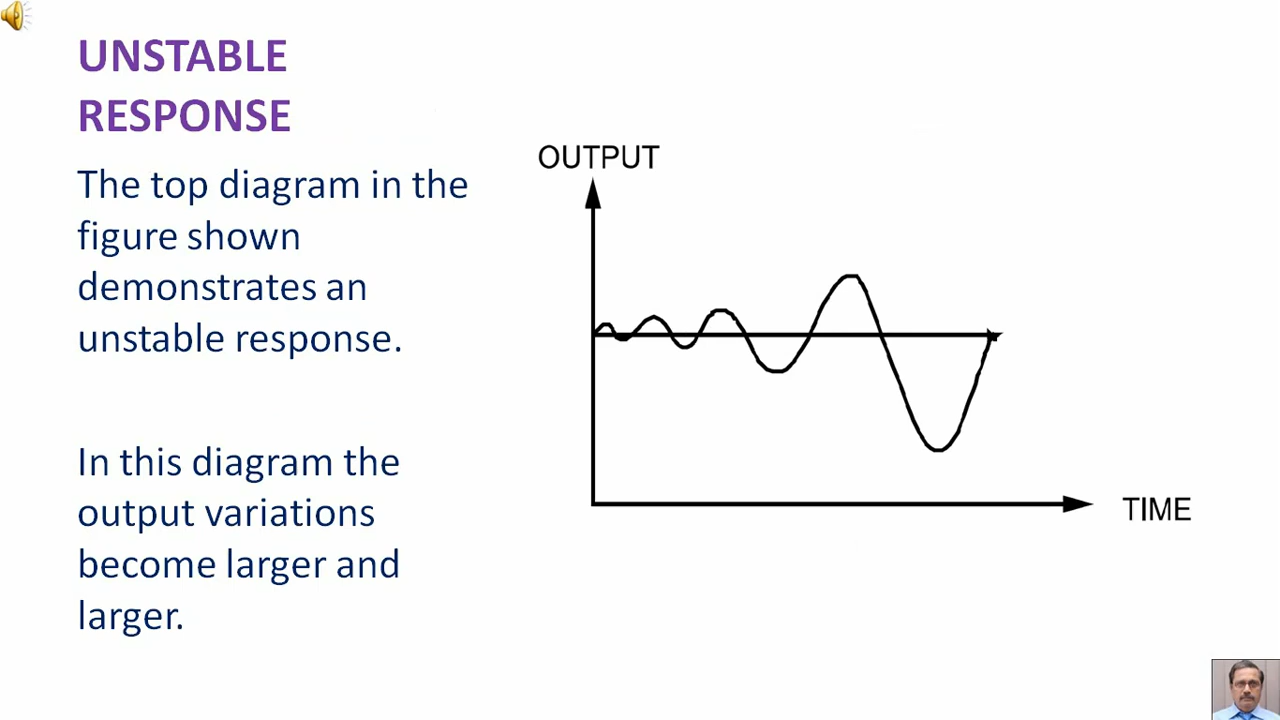 UNSTABLE
RESPONSE
The top diagram in the
figure shown
demonstrates an
unstable response.
In this diagram the
output variations
become larger and
larger.
OUTPUT
TIME